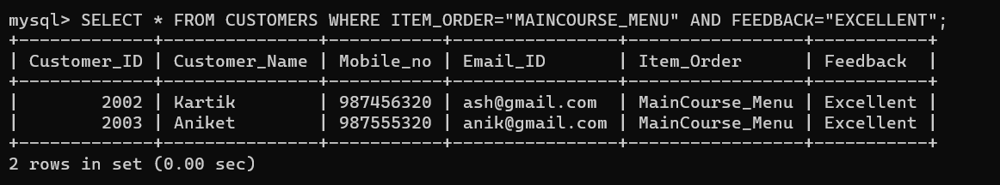 mysql> SELECT * FROM CUSTOMERS WHERE ITEM_ORDER="MAINCOURSE_MENU" AND FEEDBACK="EXCELLENT";
+-------------+---------------+-----------+----------------+-----------------+-----------+
| Customer_ID | Customer_Name | Mobile_no | Email_ID       | Item_Order      | Feedback  |
+-------------+---------------+-----------+----------------+-----------------+-----------+
|        2002 | Kartik        | 987456320 | ash@gmail.com  | MainCourse_Menu | Excellent |
|        2003 | Aniket        | 987555320 | anik@gmail.com | MainCourse_Menu | Excellent |
+-------------+---------------+-----------+----------------+-----------------+-----------+
2 rows in set (0.00 sec)